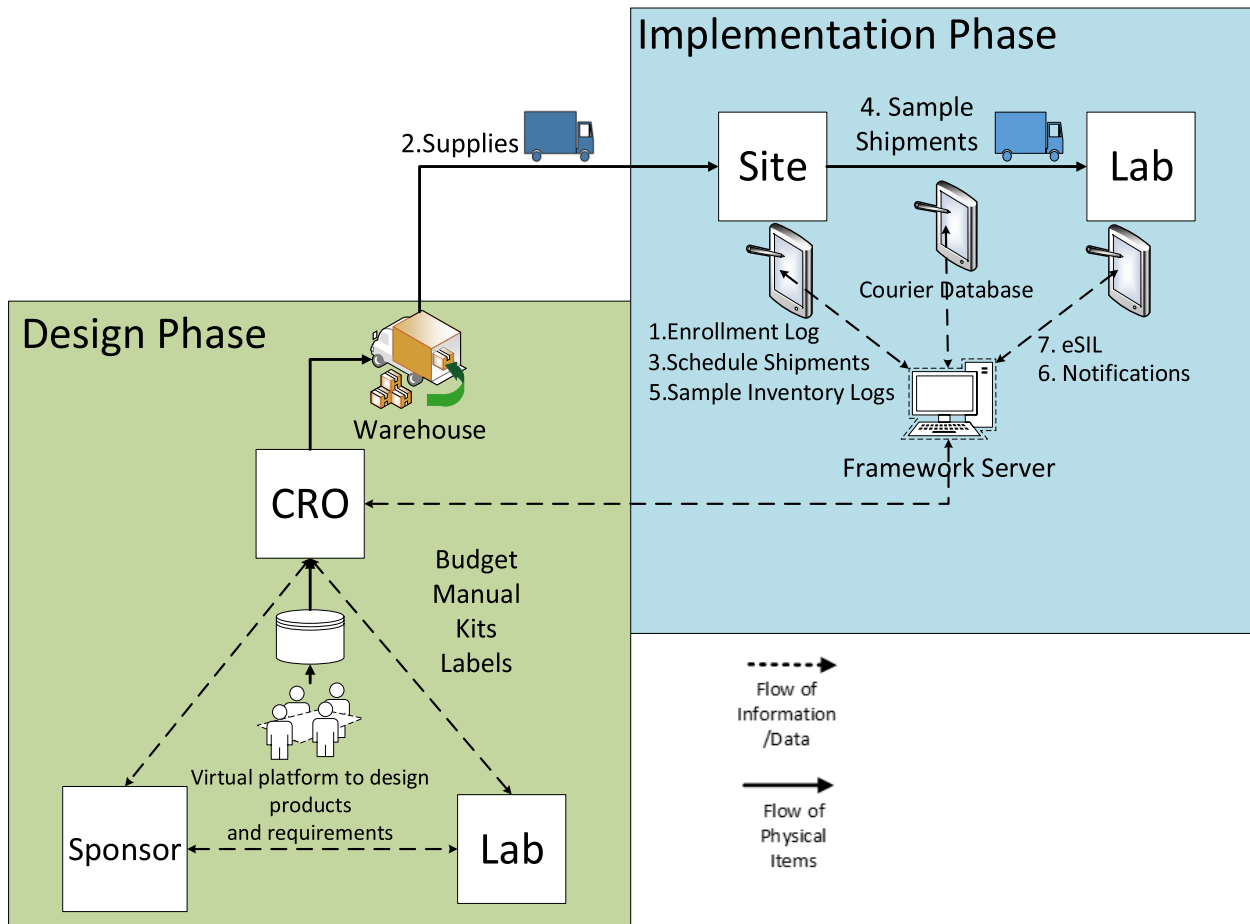 Implementation Phase
2.Supplies
4. Sample
Shipments
Site
Lab
Courier Database
1.Enrollment Log
3.Schedule Shipments
5.Sample Inventory Logs
7. eSIL
6. Notifications
Framework Server
Design Phase
Warehouse
CRO
Budget
Manual
Kits
Labels
Virtual platform to design
products
and requirements
Sponsor
Lab
Flow of
Information
/Data
Flow of
Physical
Items